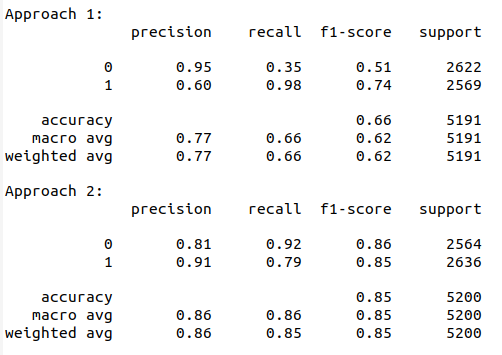 Approach 1:
              precision    recall  f1-score   support

           0       0.95      0.35      0.51      2622
           1       0.60      0.98      0.74      2569

    accuracy                           0.66      5191
   macro avg       0.77      0.66      0.62      5191
weighted avg       0.77      0.66      0.62      5191

Approach 2:
              precision    recall  f1-score   support

           0       0.81      0.92      0.86      2564
           1       0.91      0.79      0.85      2636

    accuracy                           0.85      5200
   macro avg       0.86      0.86      0.85      5200
weighted avg       0.86      0.85      0.85      5200